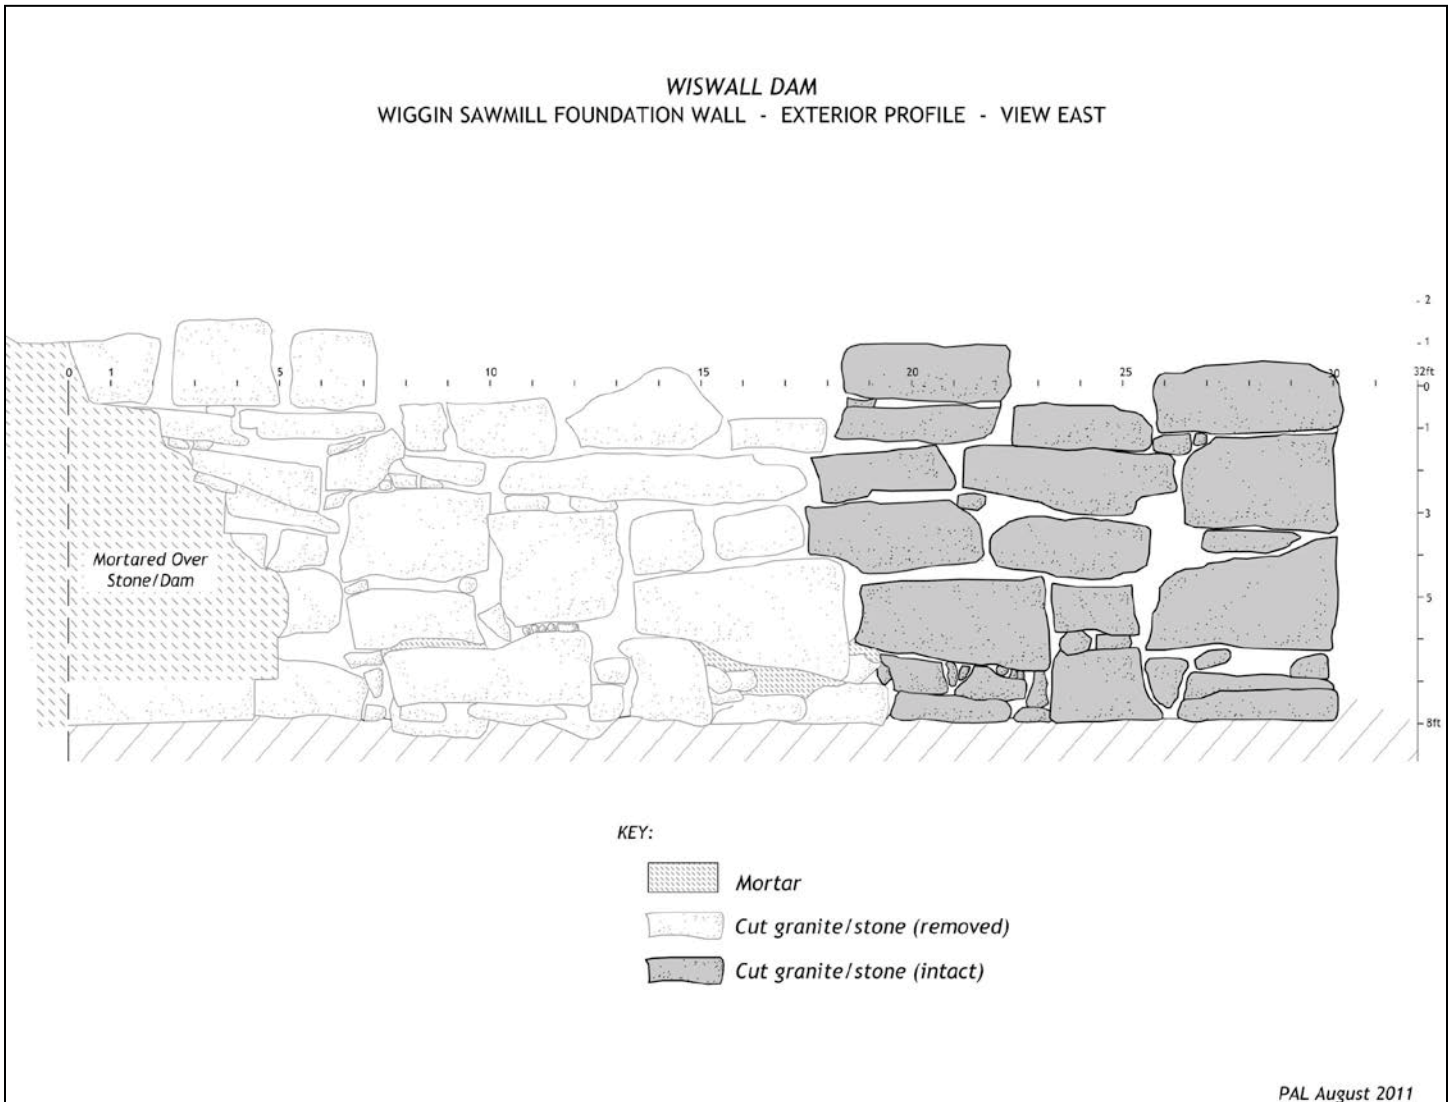 WISWALL DAM
WIGGIN SAWMILL FOUNDATION WALL - EXTERIOR PROFILE - VIEW EAST
2
1
0 1 5 10 15 20 25 30 32ft
0
1
3
Mortared Over
Stone/Dam
5
8ft
KEY:
Mortar
Cut granite/stone (removed)
Cut granite/stone (intact)
PAL August 2011